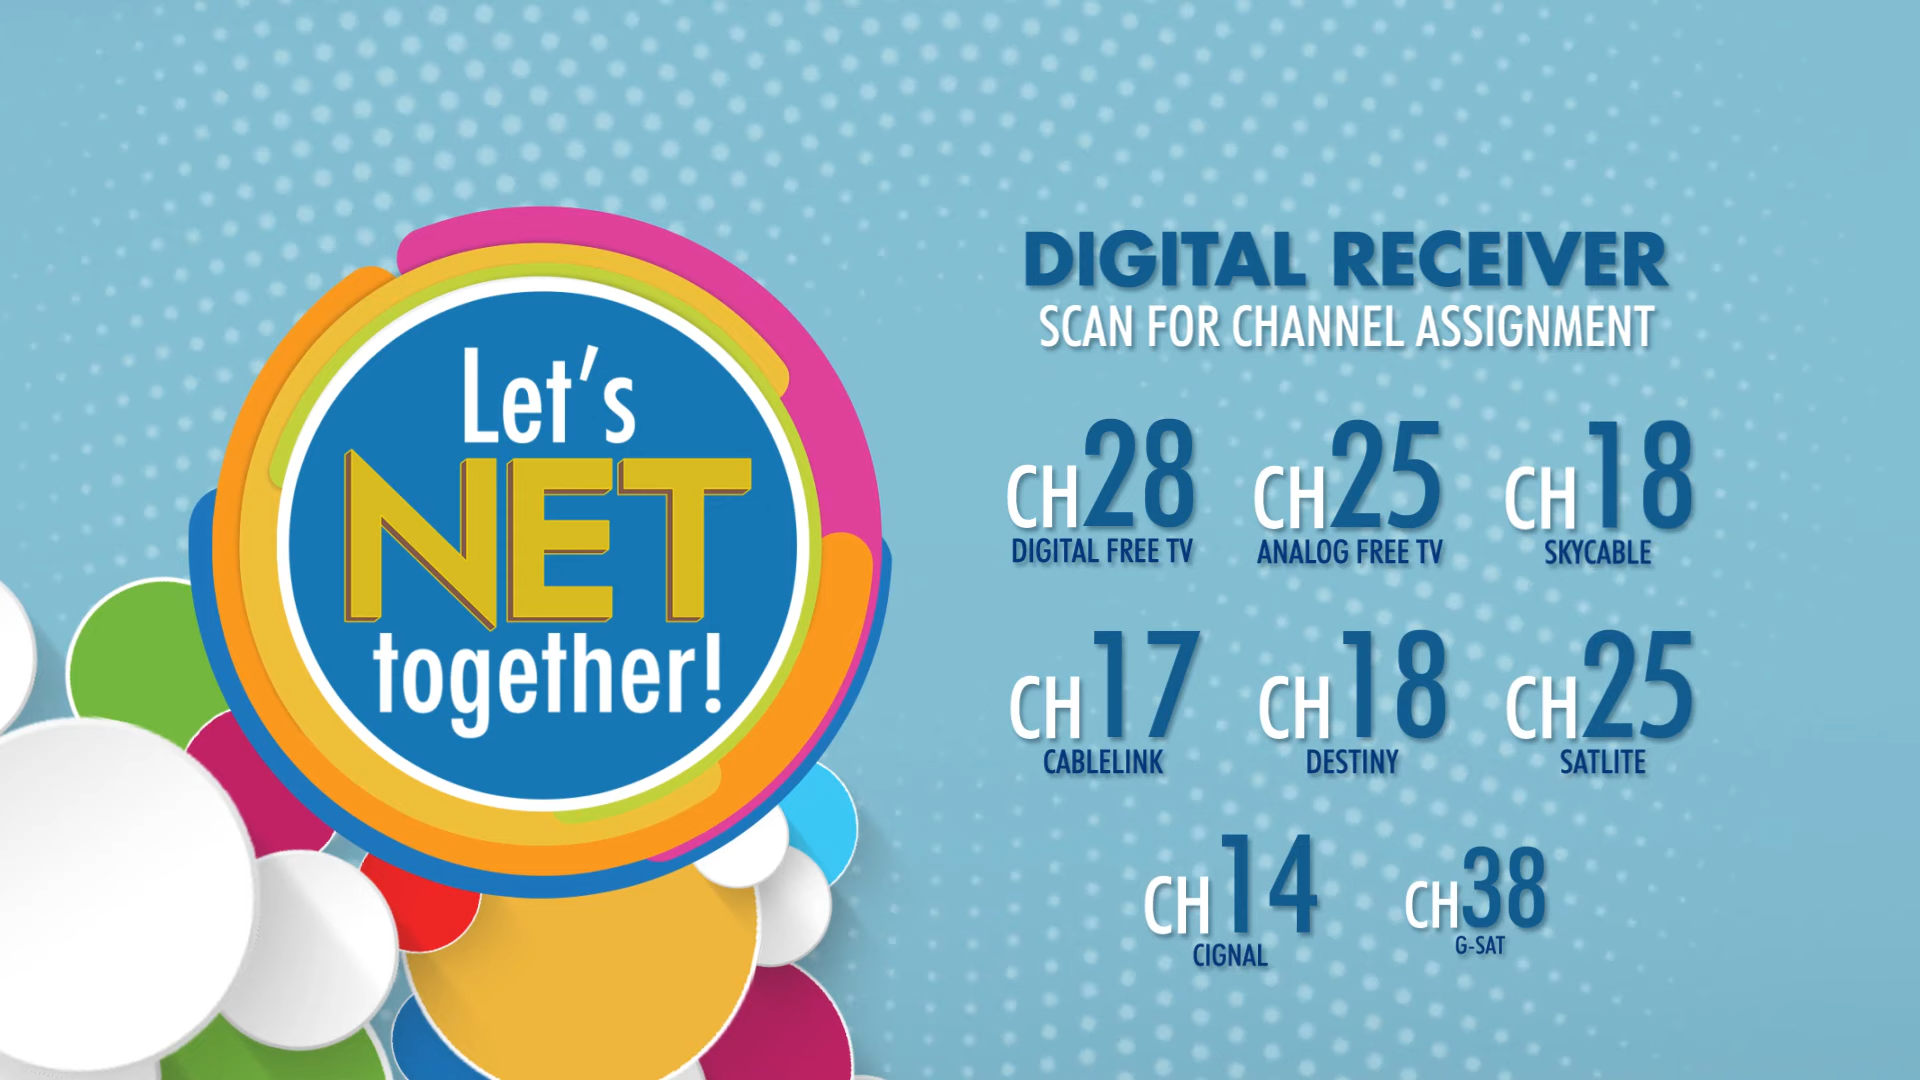 Let's
NET
together!
DIGITAL RECEIVER
SCAN FOR CHANNEL ASSIGNMENT
CH28 CH25 CH18
DIGITAL FREE TV ANALOG FREE TV SKYCABLE
CH17 CH18 CH25
CABLELINK DESTINY SATLITE
CH14 CH38
CIGNAL G-SAT